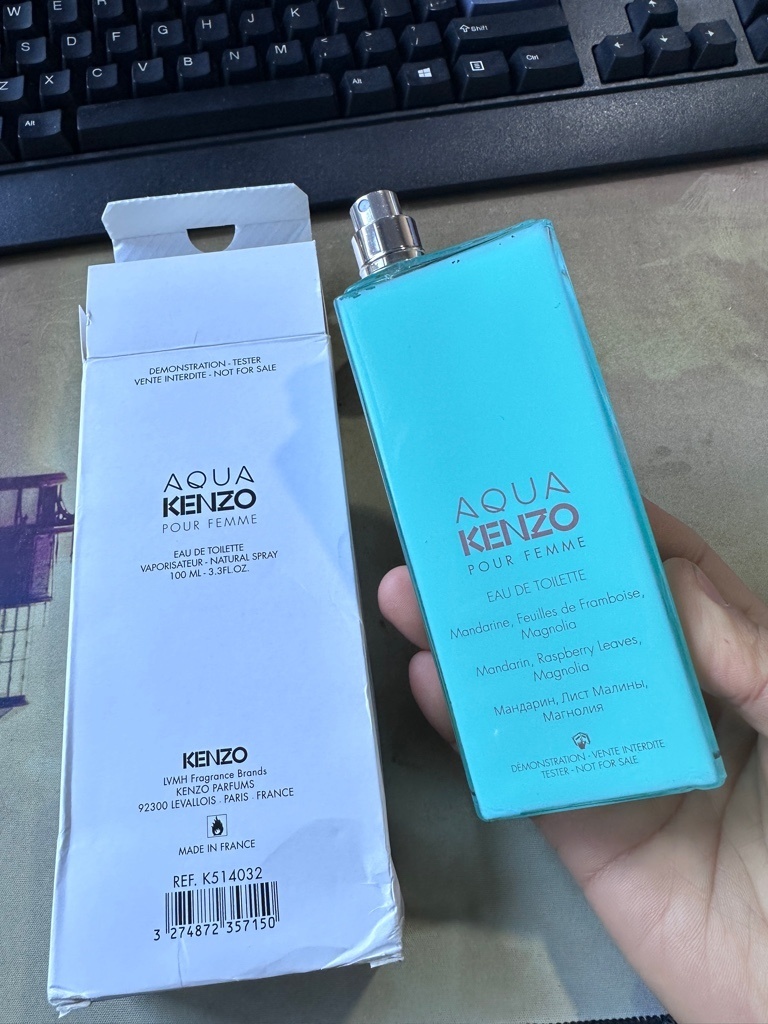 W E R
S D F G H J K L : "
Z X C V B N M < > ?
Shift
Alt Alt Ctrl
DEMONSTRATION - TESTER
VENTE INTERDITE - NOT FOR SALE
AQUA
KENZO
POUR FEMME
EAU DE TOILETTE
VAPORISATEUR - NATURAL SPRAY
100 ML - 3.3FL.OZ.
KENZO
LVMH Fragrance Brands
KENZO PARFUMS
92300 LEVALLOIS - PARIS - FRANCE
MADE IN FRANCE
REF. K514032
3 274872 357150
AQUA
KENZO
POUR FEMME
EAU DE TOILETTE
Mandarine, Feuilles de Framboise,
Magnolia
Mandarin, Raspberry Leaves,
Magnolia
Мандарин, Лист Малины,
Магнолия
DEMONSTRATION - VENTE INTERDITE
TESTER - NOT FOR SALE